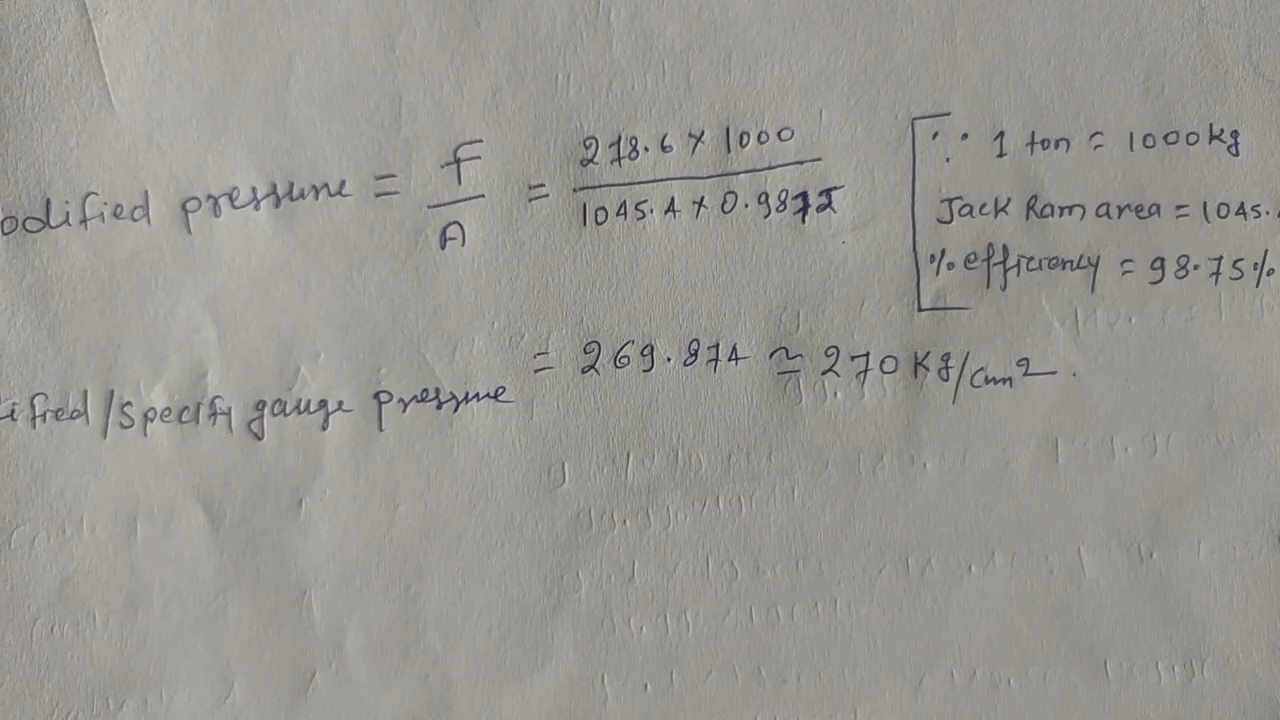 odified pressure = F/A = 278.6 × 1000 / 1045.4 × 0.9875
∵ 1 ton = 1000kg
Jack Ram area = 1045.
% efficiency = 98.75%
= 269.874 ≃ 270 Kg/cm2.
ified/specify gauge pressure